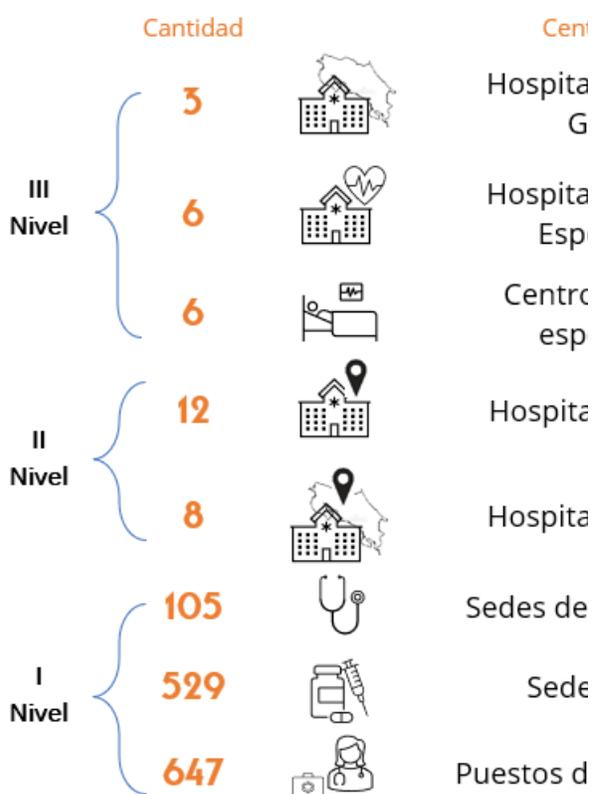 Cantidad
Cent
III
Nivel
3
Hospita
G
6
Hospita
Esp
6
Centro
esp
II
Nivel
12
Hospita
8
Hospita
I
Nivel
105
Sedes de
529
Sede
647
Puestos d